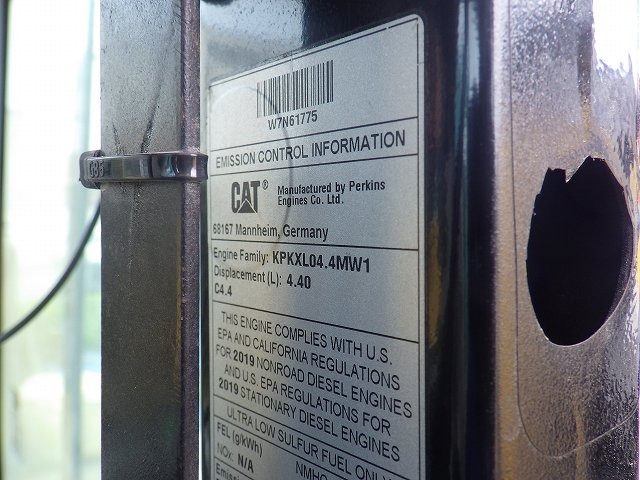 W7N61775
EMISSION CONTROL INFORMATION
CAT® Manufactured by Perkins
Engines Co. Ltd.
68167 Mannheim, Germany
Engine Family: KPKXL04.4MW1
Displacement (L): 4.40
C4.4
THIS ENGINE COMPLIES WITH U.S.
EPA AND CALIFORNIA REGULATIONS
FOR 2019 NONROAD DIESEL ENGINES
AND U.S. EPA REGULATIONS FOR
2019 STATIONARY DIESEL ENGINES
ULTRA LOW SULFUR FUEL ONLY
FEL (g/kWh)
NOx: N/A